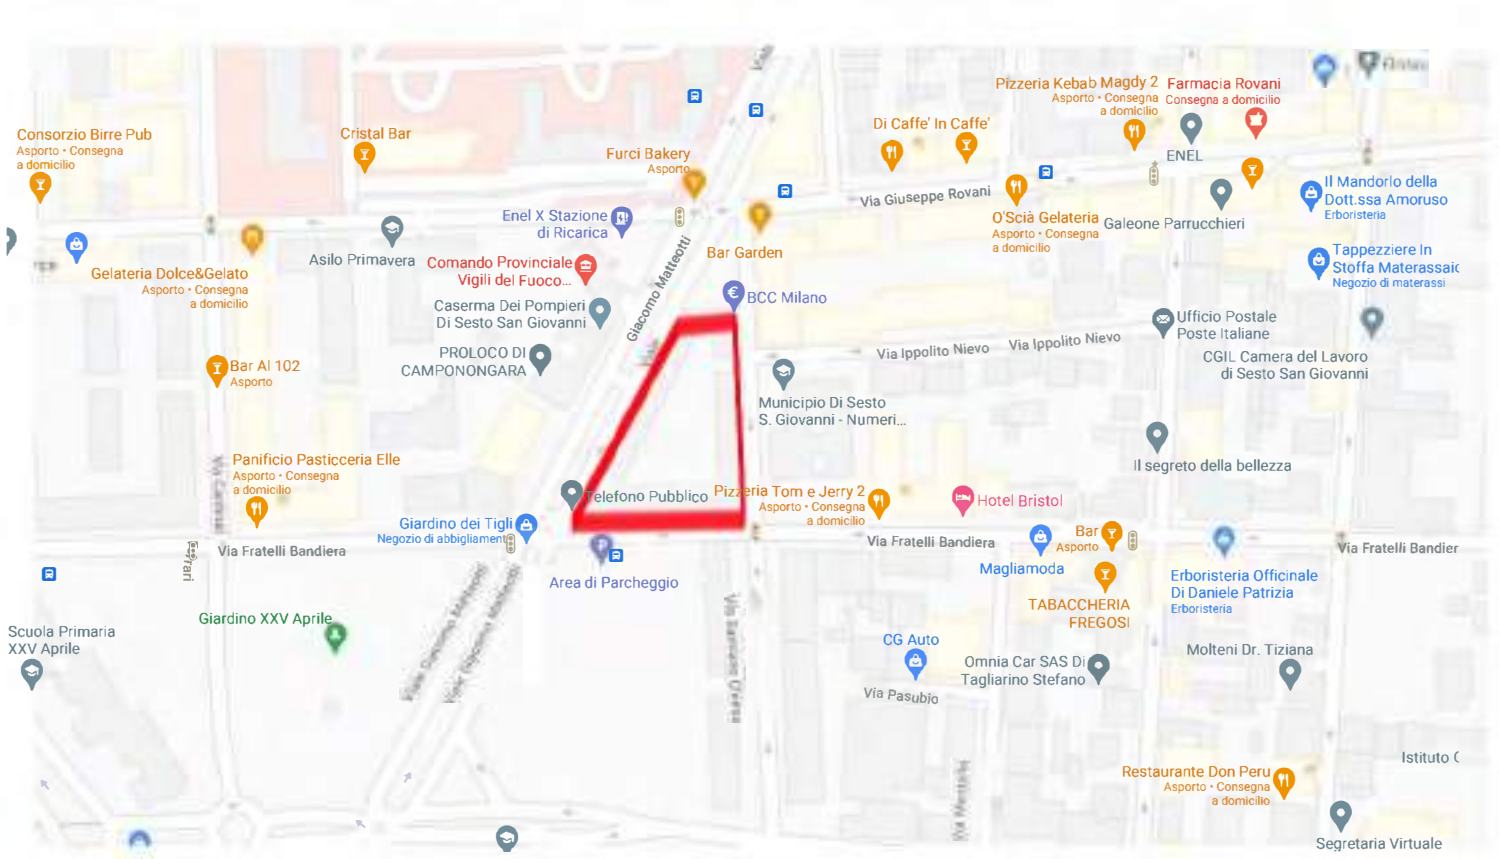 Pizzeria Kebab Magdy 2
Asporto • Consegna
a domicilio
Farmacia Rovani
Consegna a domicilio
Consorzio Birre Pub
Asporto • Consegna
a domicilio
Cristal Bar
Di Caffe' In Caffe'
Furci Bakery
Asporto
ENEL
Via Giuseppe Rovani
Il Mandorlo della
Dott.ssa Amoruso
Erboristeria
Enel X Stazione
di Ricarica
O'Scià Gelateria
Asporto • Consegna
a domicilio
Galeone Parrucchieri
Asilo Primavera
Bar Garden
Tappezziere In
Stoffa Materassaic
Negozio di materassi
Gelateria Dolce&Gelato
Asporto • Consegna
a domicilio
Comando Provinciale
Vigili del Fuoco...
Giacomo Matteotti
BCC Milano
Caserma Dei Pompieri
Di Sesto San Giovanni
Ufficio Postale
Poste Italiane
Via Ippolito Nievo
Via Ippolito Nievo
PROLOCO DI
CAMPONONGARA
CGIL Camera del Lavoro
di Sesto San Giovanni
Bar Al 102
Asporto
Municipio Di Sesto
S. Giovanni - Numeri...
Panificio Pasticceria Elle
Asporto • Consegna
a domicilio
Il segreto della bellezza
Telefono Pubblico
Pizzeria Tom e Jerry 2
Asporto • Consegna
a domicilio
Hotel Bristol
Giardino dei Tigli
Negozio di abbigliament
Via Fratelli Bandiera
Via Fratelli Bandiera
Bar
Asporto
Via Fratelli Bandier
Area di Parcheggio
Magliamoda
Erboristeria Officinale
Di Daniele Patrizia
Erboristeria
TABACCHERIA
FREGOSI
Giardino XXV Aprile
Scuola Primaria
XXV Aprile
CG Auto
Omnia Car SAS Di
Tagliarino Stefano
Molteni Dr. Tiziana
Via Pasubio
Istituto
Restaurante Don Peru
Asporto • Consegna
a domicilio
Segretaria Virtuale